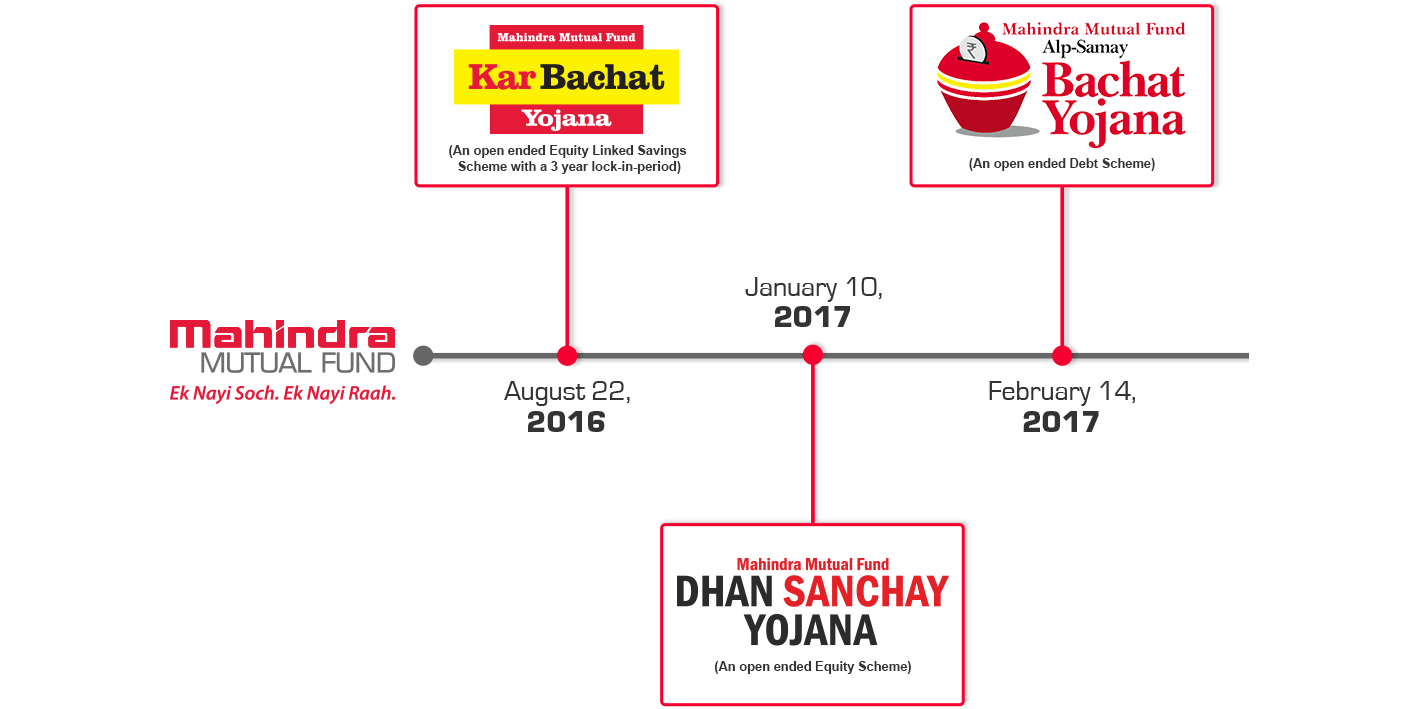 Mahindra Mutual Fund
Kar Bachat
Yojana
(An open ended Equity Linked Savings
Scheme with a 3 year lock-in-period)
Mahindra Mutual Fund
Alp-Samay
Bachat
Yojana
₹
(An open ended Debt Scheme)
Mahindra
MUTUAL FUND
Ek Nayi Soch. Ek Nayi Raah.
August 22,
2016
January 10,
2017
February 14,
2017
Mahindra Mutual Fund
DHAN SANCHAY
YOJANA
(An open ended Equity Scheme)